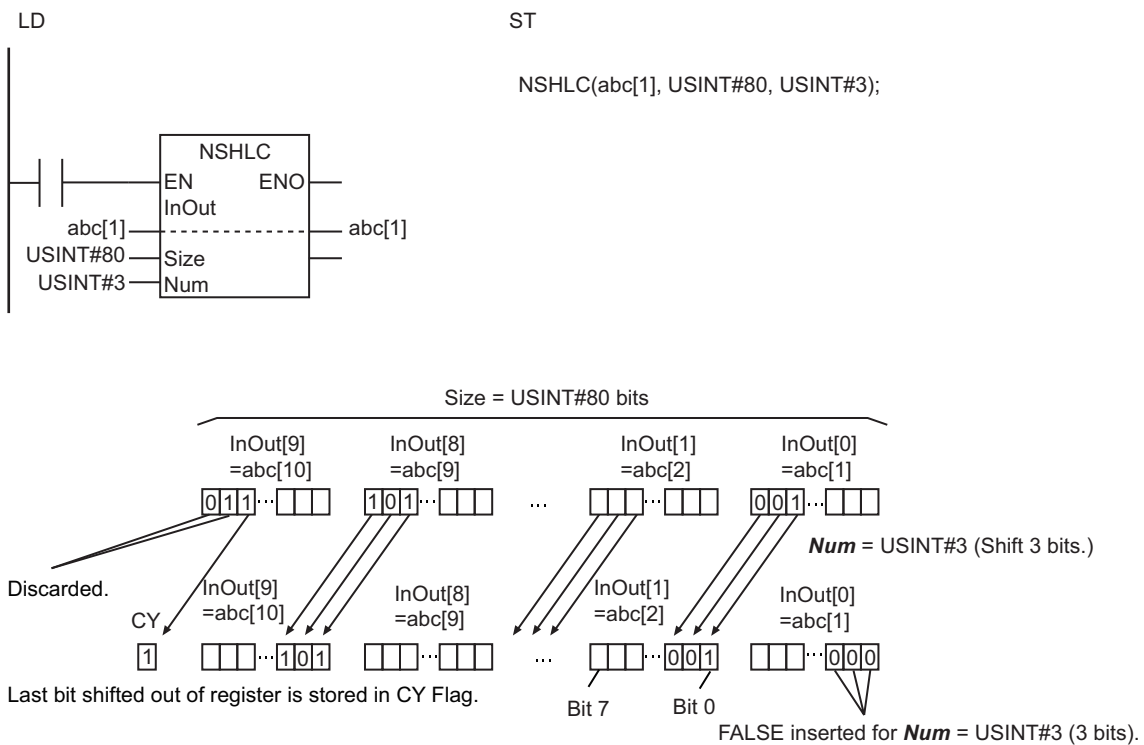 LD
ST
NSHLC(abc[1], USINT#80, USINT#3);
NSHLC
EN ENO
InOut
abc[1] abc[1]
USINT#80 Size
USINT#3 Num
Size = USINT#80 bits
InOut[9] InOut[8] InOut[1] InOut[0]
=abc[10] =abc[9] =abc[2] =abc[1]
0 1 1 ... 1 0 1 ... ... ... 0 0 1 ...
Num = USINT#3 (Shift 3 bits.)
Discarded.
InOut[9] InOut[8] InOut[1] InOut[0]
CY =abc[10] =abc[9] =abc[2] =abc[1]
1 ... 1 0 1 ... ... ... 0 0 1 ... 0 0 0
Last bit shifted out of register is stored in CY Flag.
Bit 7 Bit 0
FALSE inserted for Num = USINT#3 (3 bits).